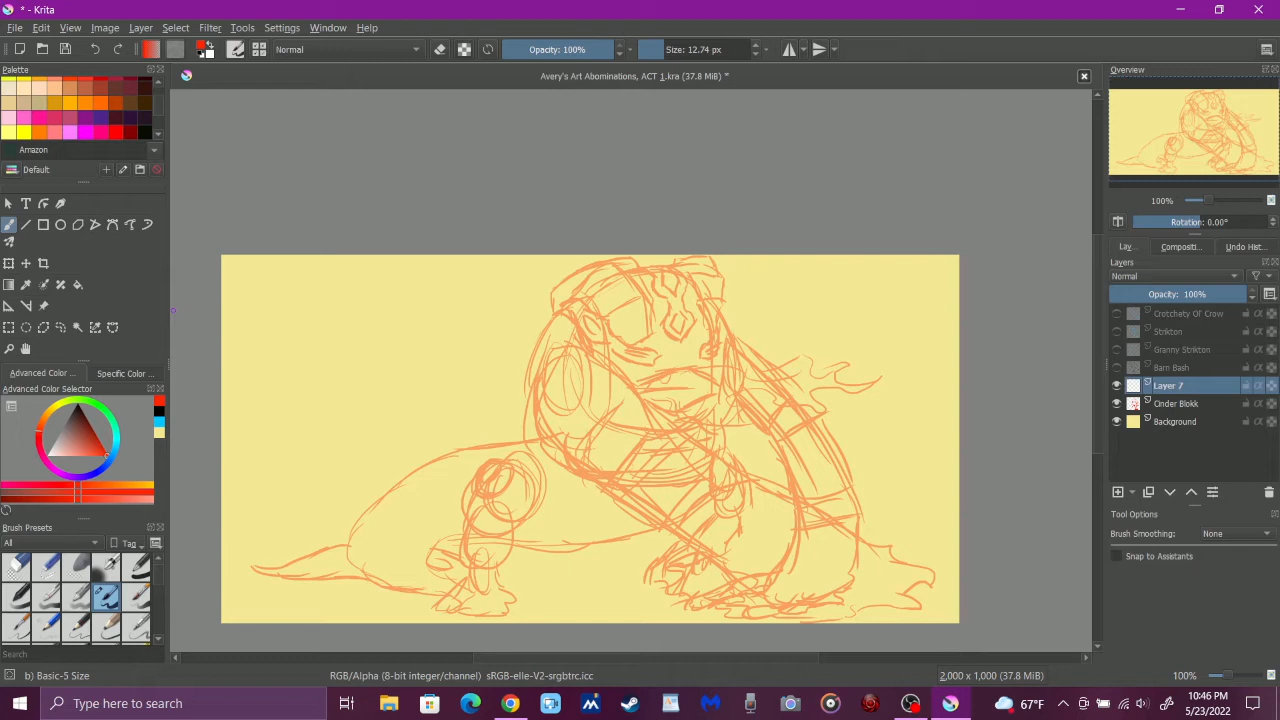 * - Krita
File Edit View Image Layer Select Filter Tools Settings Window Help
Normal Opacity: 100% Size: 12.74 px
Palette
Avery's Art Abominations, ACT 1.kra (37.8 MiB) *
Overview
Amazon
Default
100%
Rotation: 0.00°
Lay... Compositi... Undo Hist...
Layers
Normal
Opacity: 100%
Crotchety Ol' Crow
Strikton
Granny Strikton
Barn Bash
Layer 7
Cinder Blokk
Background
Advanced Color ... Specific Color ...
Advanced Color Selector
Tool Options
Brush Smoothing: None
Snap to Assistants
Brush Presets
All Tag
Search
b) Basic-5 Size RGB/Alpha (8-bit integer/channel) sRGB-elle-V2-srgbtrc.icc 2,000 x 1,000 (37.8 MiB) 100%
Type here to search 67°F 10:46 PM
5/23/2022